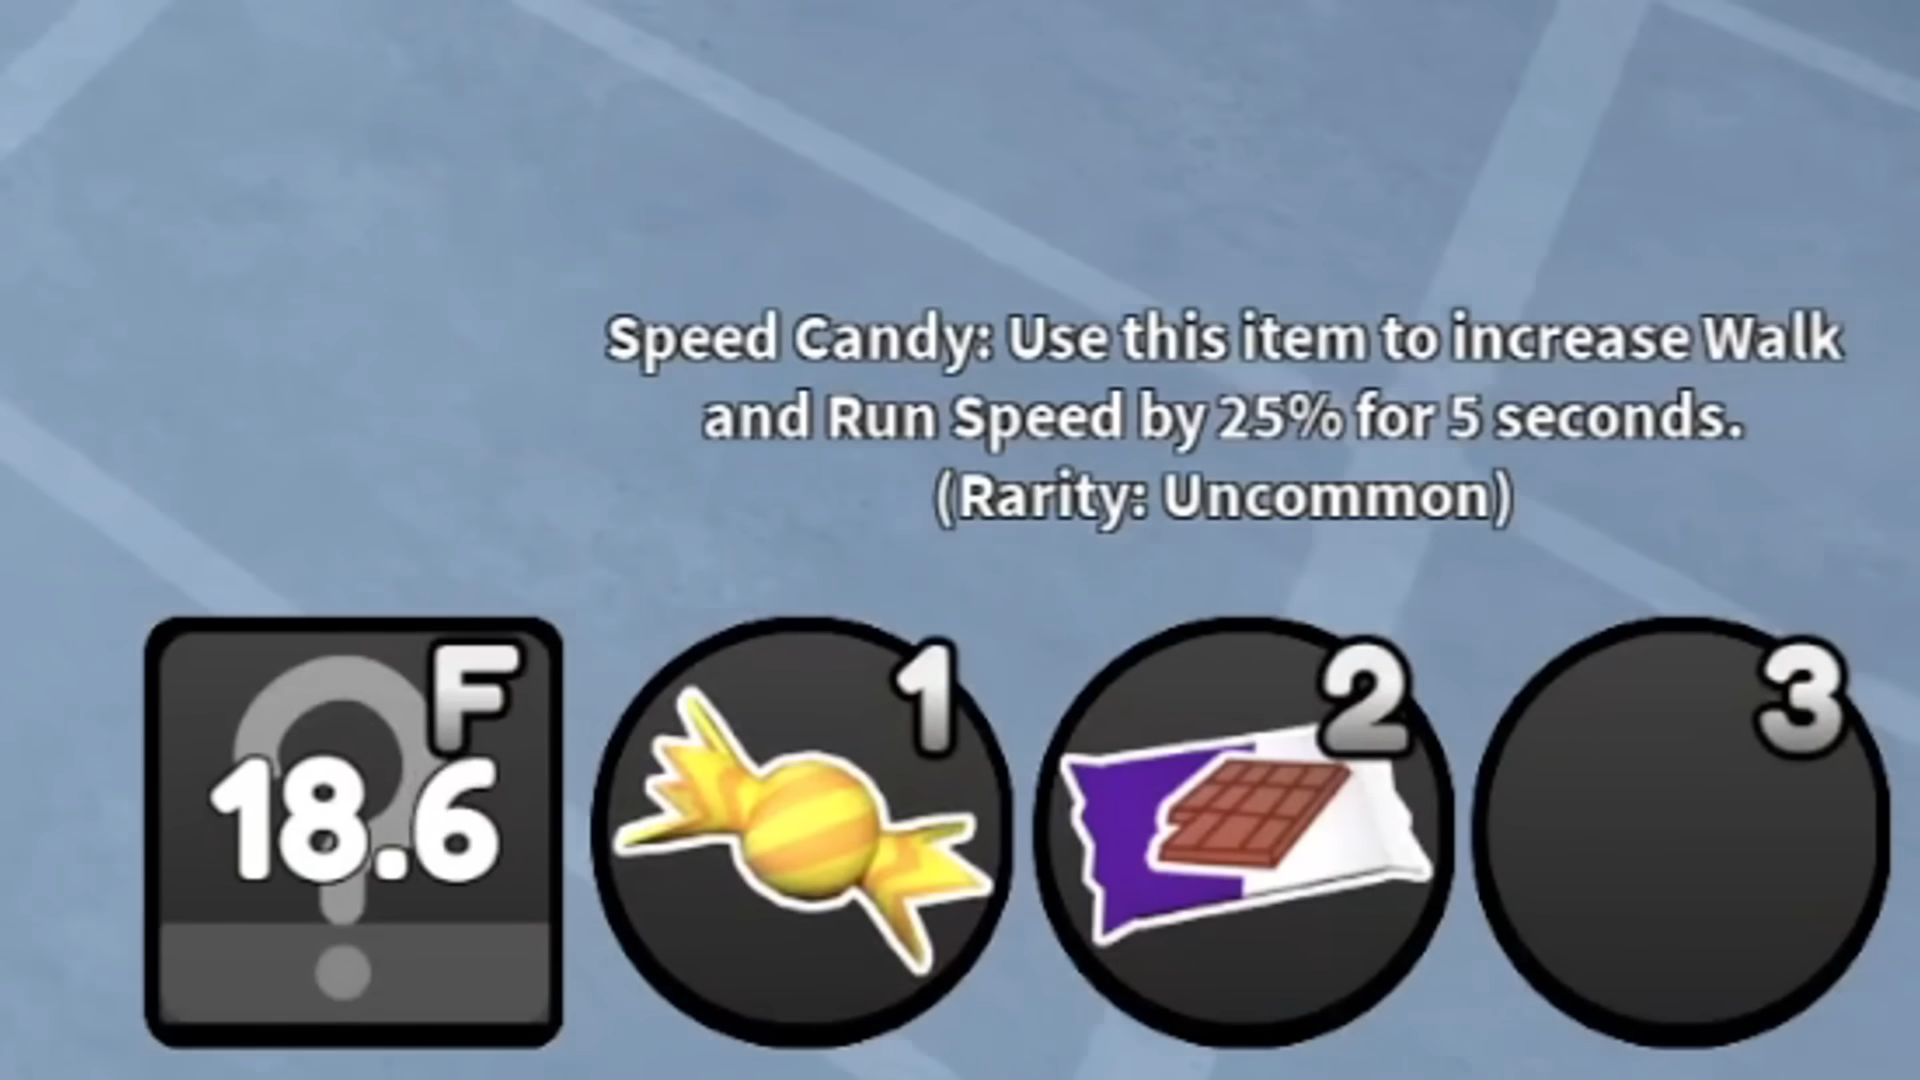 Speed Candy: Use this item to increase Walk
and Run Speed by 25% for 5 seconds.
(Rarity: Uncommon)
F
18.6
1
2
3